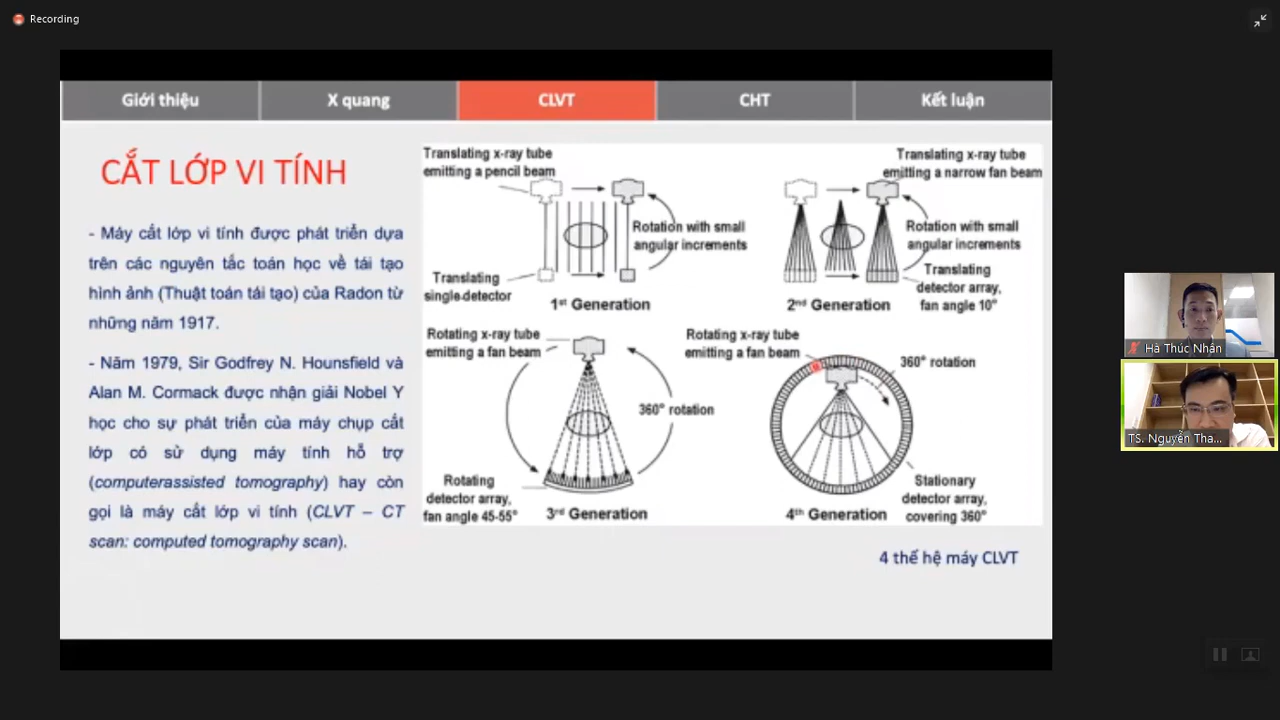 Recording
Giới thiệu
X quang
CLVT
CHT
Kết luận
CẮT LỚP VI TÍNH
- Máy cắt lớp vi tính được phát triển dựa
trên các nguyên tắc toán học về tái tạo
hình ảnh (Thuật toán tái tạo) của Radon từ
những năm 1917.
- Năm 1979, Sir Godfrey N. Hounsfield và
Alan M. Cormack được nhận giải Nobel Y
học cho sự phát triển của máy chụp cắt
lớp có sử dụng máy tính hỗ trợ
(computerassisted tomography) hay còn
gọi là máy cắt lớp vi tính (CLVT – CT
scan: computed tomography scan).
Translating x-ray tube
emitting a pencil beam
Rotation with small
angular increments
Translating
single-detector
1st Generation
Translating x-ray tube
emitting a narrow fan beam
Rotation with small
angular increments
Translating
detector array,
fan angle 10°
2nd Generation
Rotating x-ray tube
emitting a fan beam
360° rotation
Rotating
detector array,
fan angle 45-55°
3rd Generation
Rotating x-ray tube
emitting a fan beam
360° rotation
Stationary
detector array,
covering 360°
4th Generation
4 thế hệ máy CLVT
Hà Thúc Nhân
TS. Nguyễn Tha...